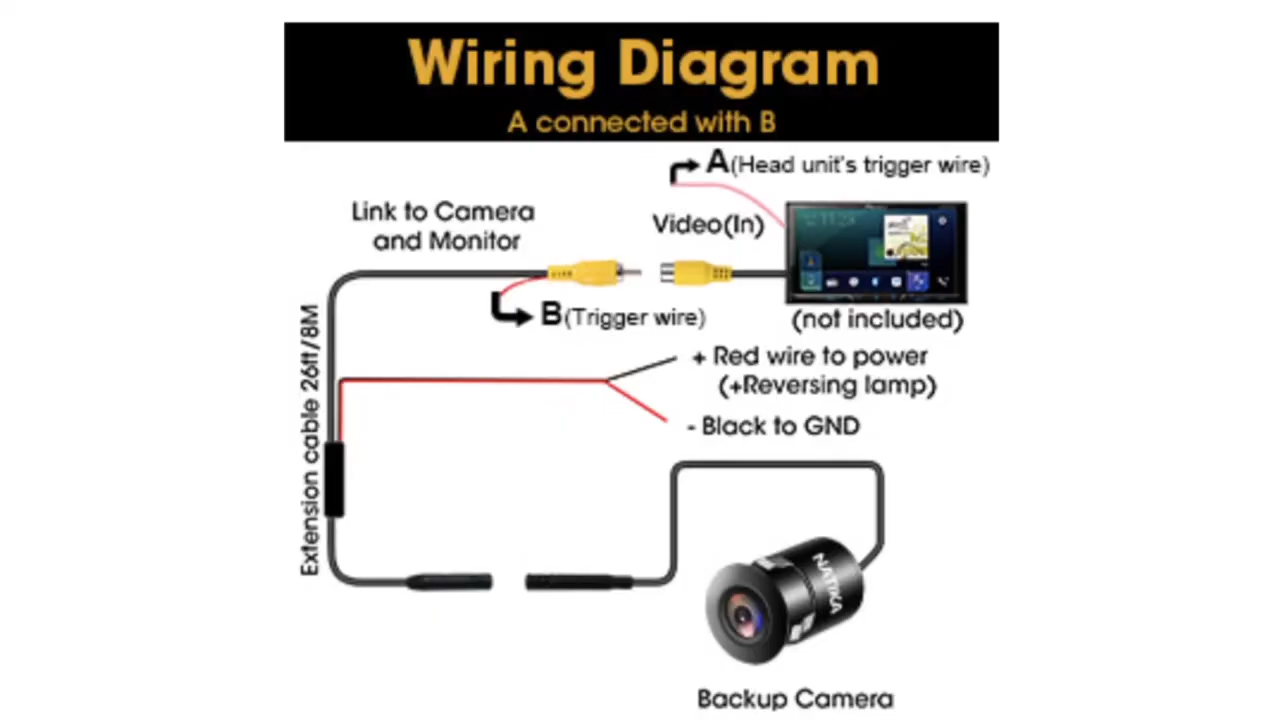 Wiring Diagram
A connected with B
A (Head unit's trigger wire)
Link to Camera
and Monitor
Video(In)
B (Trigger wire)
(not included)
Extension cable 26ft/8M
+ Red wire to power
(+Reversing lamp)
- Black to GND
NATIKA
Backup Camera